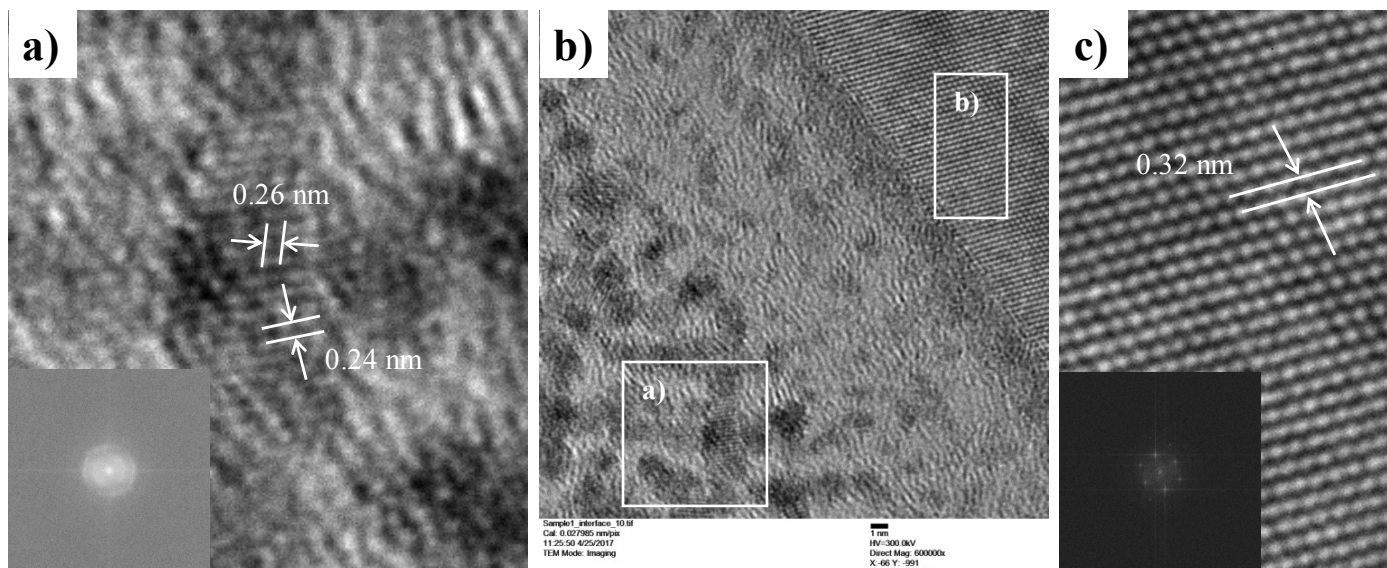 a)
0.26 nm
0.24 nm
b)
b)
a)
Sample1_interface_10.tif
Cal: 0.027985 nm/pix
11:25:50 4/25/2017
TEM Mode: Imaging
1 nm
HV=300.0kV
Direct Mag: 600000x
X:-66 Y: -991
c)
0.32 nm